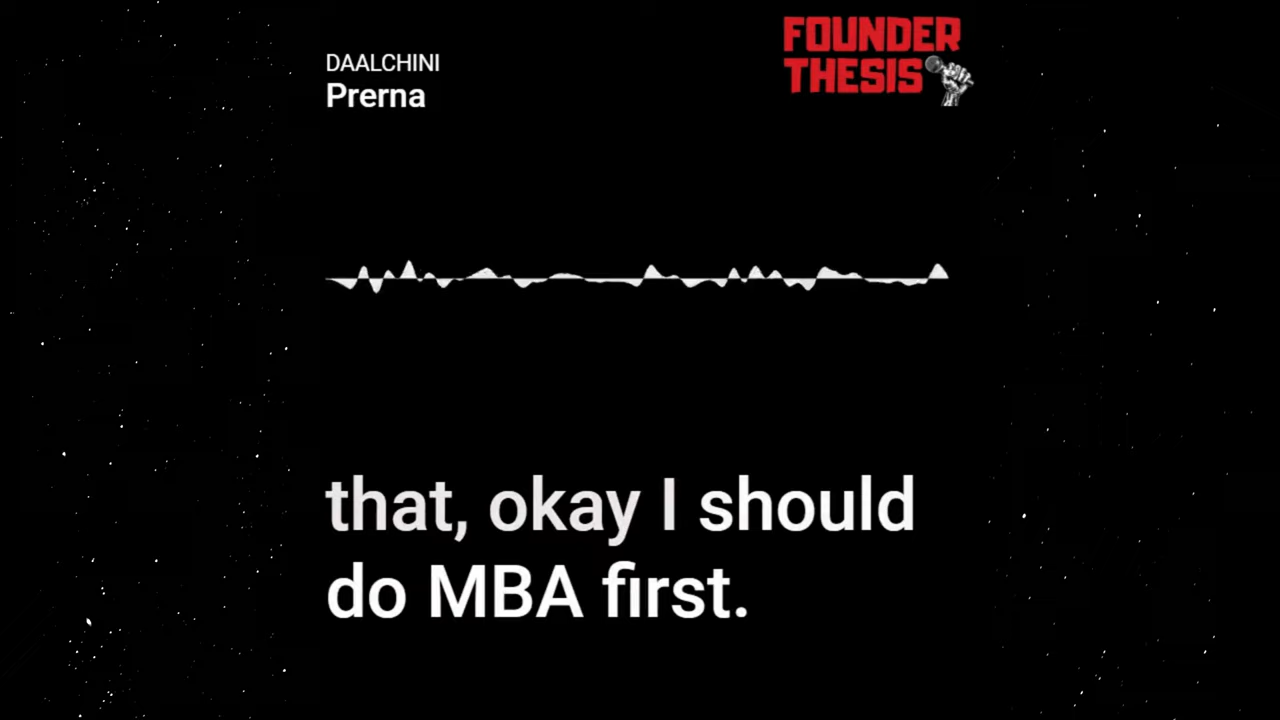 DAALCHINI
Prerna
FOUNDER
THESIS
that, okay I should
do MBA first.